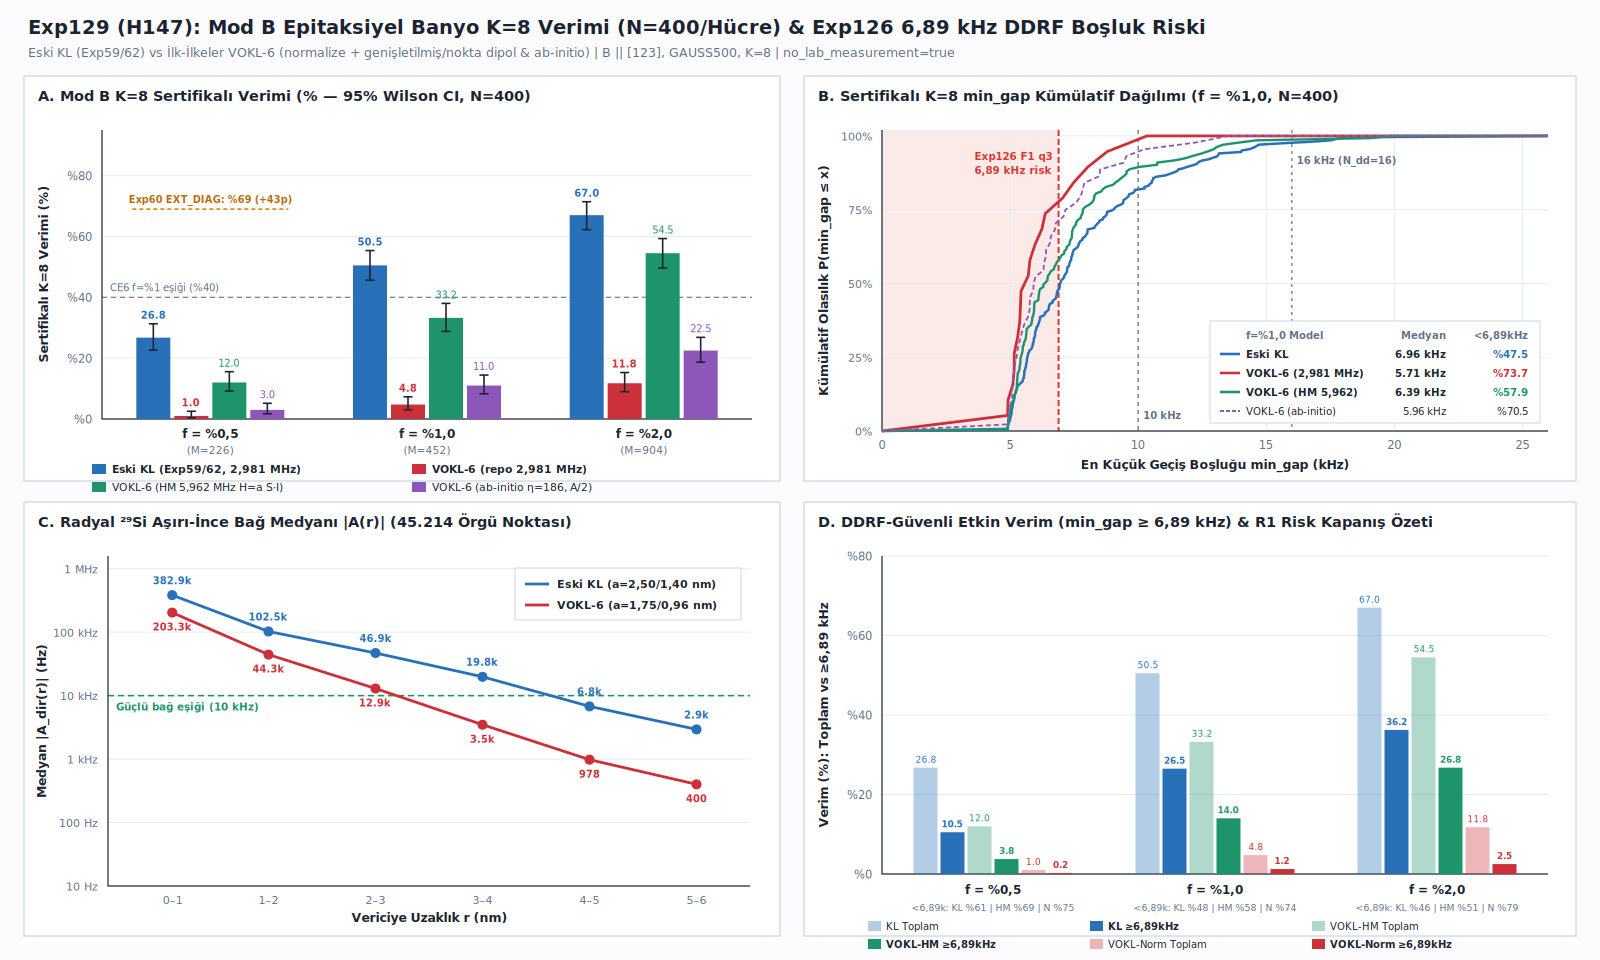 Exp129 (H147): Mod B Epitaksiyel Banyo K=8 Verimi (N=400/Hücre) & Exp126 6,89 kHz DDRF Boşluk Riski
Eski KL (Exp59/62) vs İlk-İlkeler VOKL-6 (normalize + genişletilmiş/nokta dipol & ab-initio) | B || [123], GAUSS500, K=8 | no_lab_measurement=true
A. Mod B K=8 Sertifikalı Verimi (% — 95% Wilson CI, N=400)
Sertifikalı K=8 Verimi (%)
%80
%60
%40
%20
%0
Exp60 EXT_DIAG: %69 (+43p)
CE6 f=%1 eşiği (%40)
26.8
1.0
12.0
3.0
50.5
4.8
33.2
11.0
67.0
11.8
54.5
22.5
f = %0,5
f = %1,0
f = %2,0
(M=226)
(M=452)
(M=904)
Eski KL (Exp59/62, 2,981 MHz)
VOKL-6 (repo 2,981 MHz)
VOKL-6 (HM 5,962 MHz H=a S·I)
VOKL-6 (ab-initio η=186, A/2)
B. Sertifikalı K=8 min_gap Kümülatif Dağılımı (f = %1,0, N=400)
Kümülatif Olasılık P(min_gap ≤ x)
100%
75%
50%
25%
0%
Exp126 F1 q3
6,89 kHz risk
16 kHz (N_dd=16)
10 kHz
f=%1,0 Model Medyan <6,89kHz
Eski KL 6.96 kHz %47.5
VOKL-6 (2,981 MHz) 5.71 kHz %73.7
VOKL-6 (HM 5,962) 6.39 kHz %57.9
VOKL-6 (ab-initio) 5.96 kHz %70.5
0 5 10 15 20 25
En Küçük Geçiş Boşluğu min_gap (kHz)
C. Radyal ²⁹Si Aşırı-İnce Bağ Medyanı |A(r)| (45.214 Örgü Noktası)
Medyan |A_dir(r)| (Hz)
1 MHz
100 kHz
10 kHz
1 kHz
100 Hz
10 Hz
Eski KL (a=2,50/1,40 nm)
VOKL-6 (a=1,75/0,96 nm)
Güçlü bağ eşiği (10 kHz)
382.9k
102.5k
46.9k
19.8k
6.8k
2.9k
203.3k
44.3k
12.9k
3.5k
978
400
0–1 1–2 2–3 3–4 4–5 5–6
Vericiye Uzaklık r (nm)
D. DDRF-Güvenli Etkin Verim (min_gap ≥ 6,89 kHz) & R1 Risk Kapanış Özeti
Verim (%): Toplam vs ≥6,89 kHz
%80
%60
%40
%20
%0
26.8
10.5
12.0
3.8
1.0
0.2
50.5
26.5
33.2
14.0
4.8
1.2
67.0
36.2
54.5
26.8
11.8
2.5
f = %0,5
f = %1,0
f = %2,0
<6,89k: KL %61 | HM %69 | N %75
<6,89k: KL %48 | HM %58 | N %74
<6,89k: KL %46 | HM %51 | N %79
KL Toplam
KL ≥6,89kHz
VOKL-HM Toplam
VOKL-HM ≥6,89kHz
VOKL-Norm Toplam
VOKL-Norm ≥6,89kHz